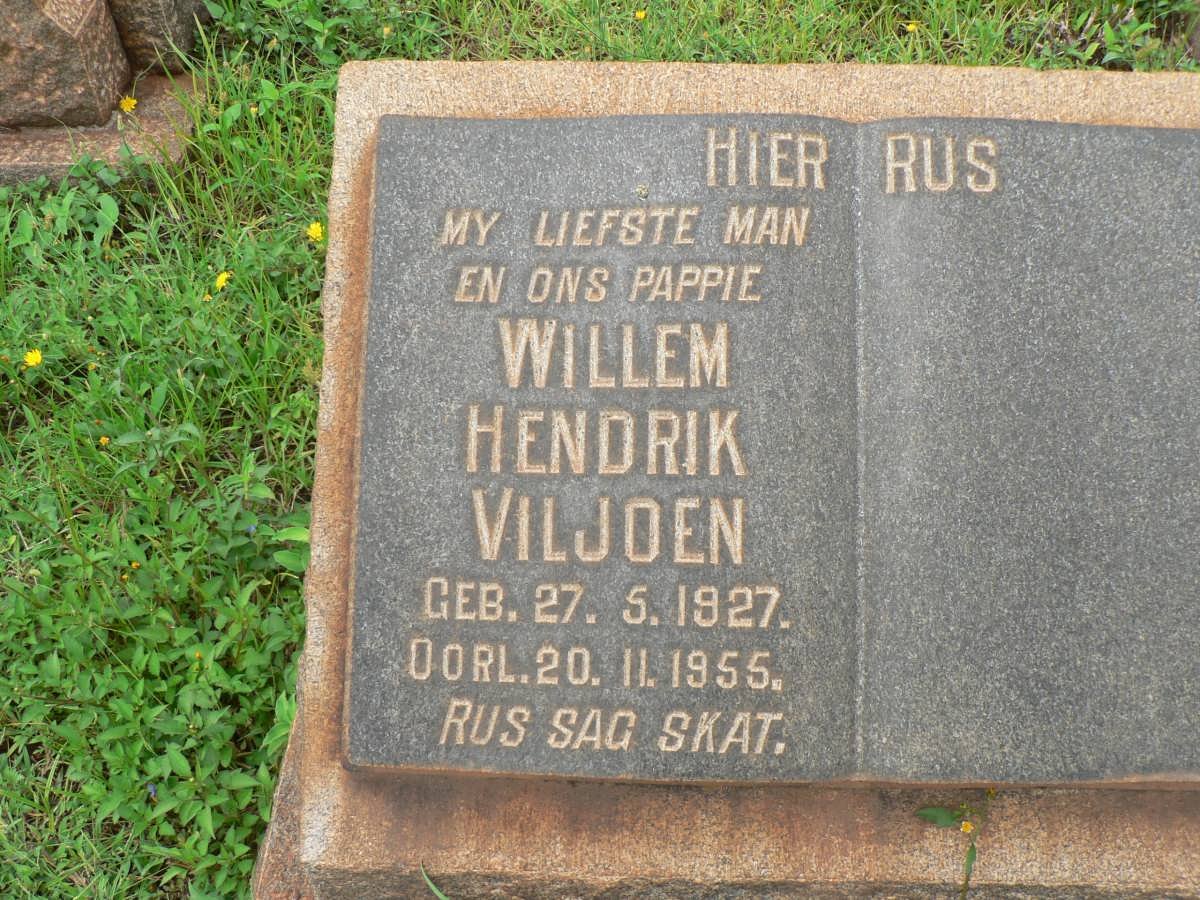 HIER RUS
MY LIEFSTE MAN
EN ONS PAPPIE
WILLEM
HENDRIK
VILJOEN
GEB. 27. 5. 1927.
OORL. 20. 11. 1955.
RUS SAG SKAT.